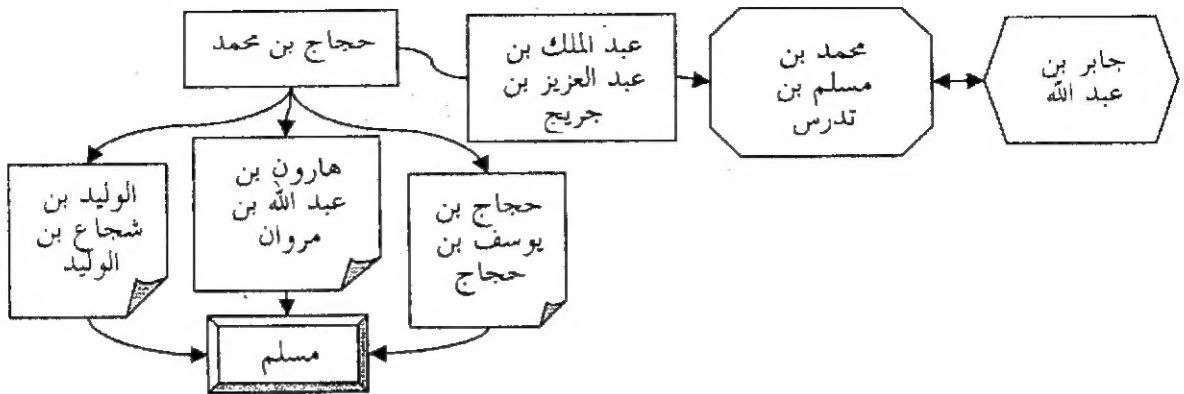 جابر بن
عبد الله
محمد بن
مسلم بن
تدرس
عبد الملك بن
عبد العزيز بن
جريج
حجاج بن محمد
حجاج بن
يوسف بن
حجاج
هارون بن
عبد الله بن
مروان
الوليد بن
شجاع بن
الوليد
مسلم